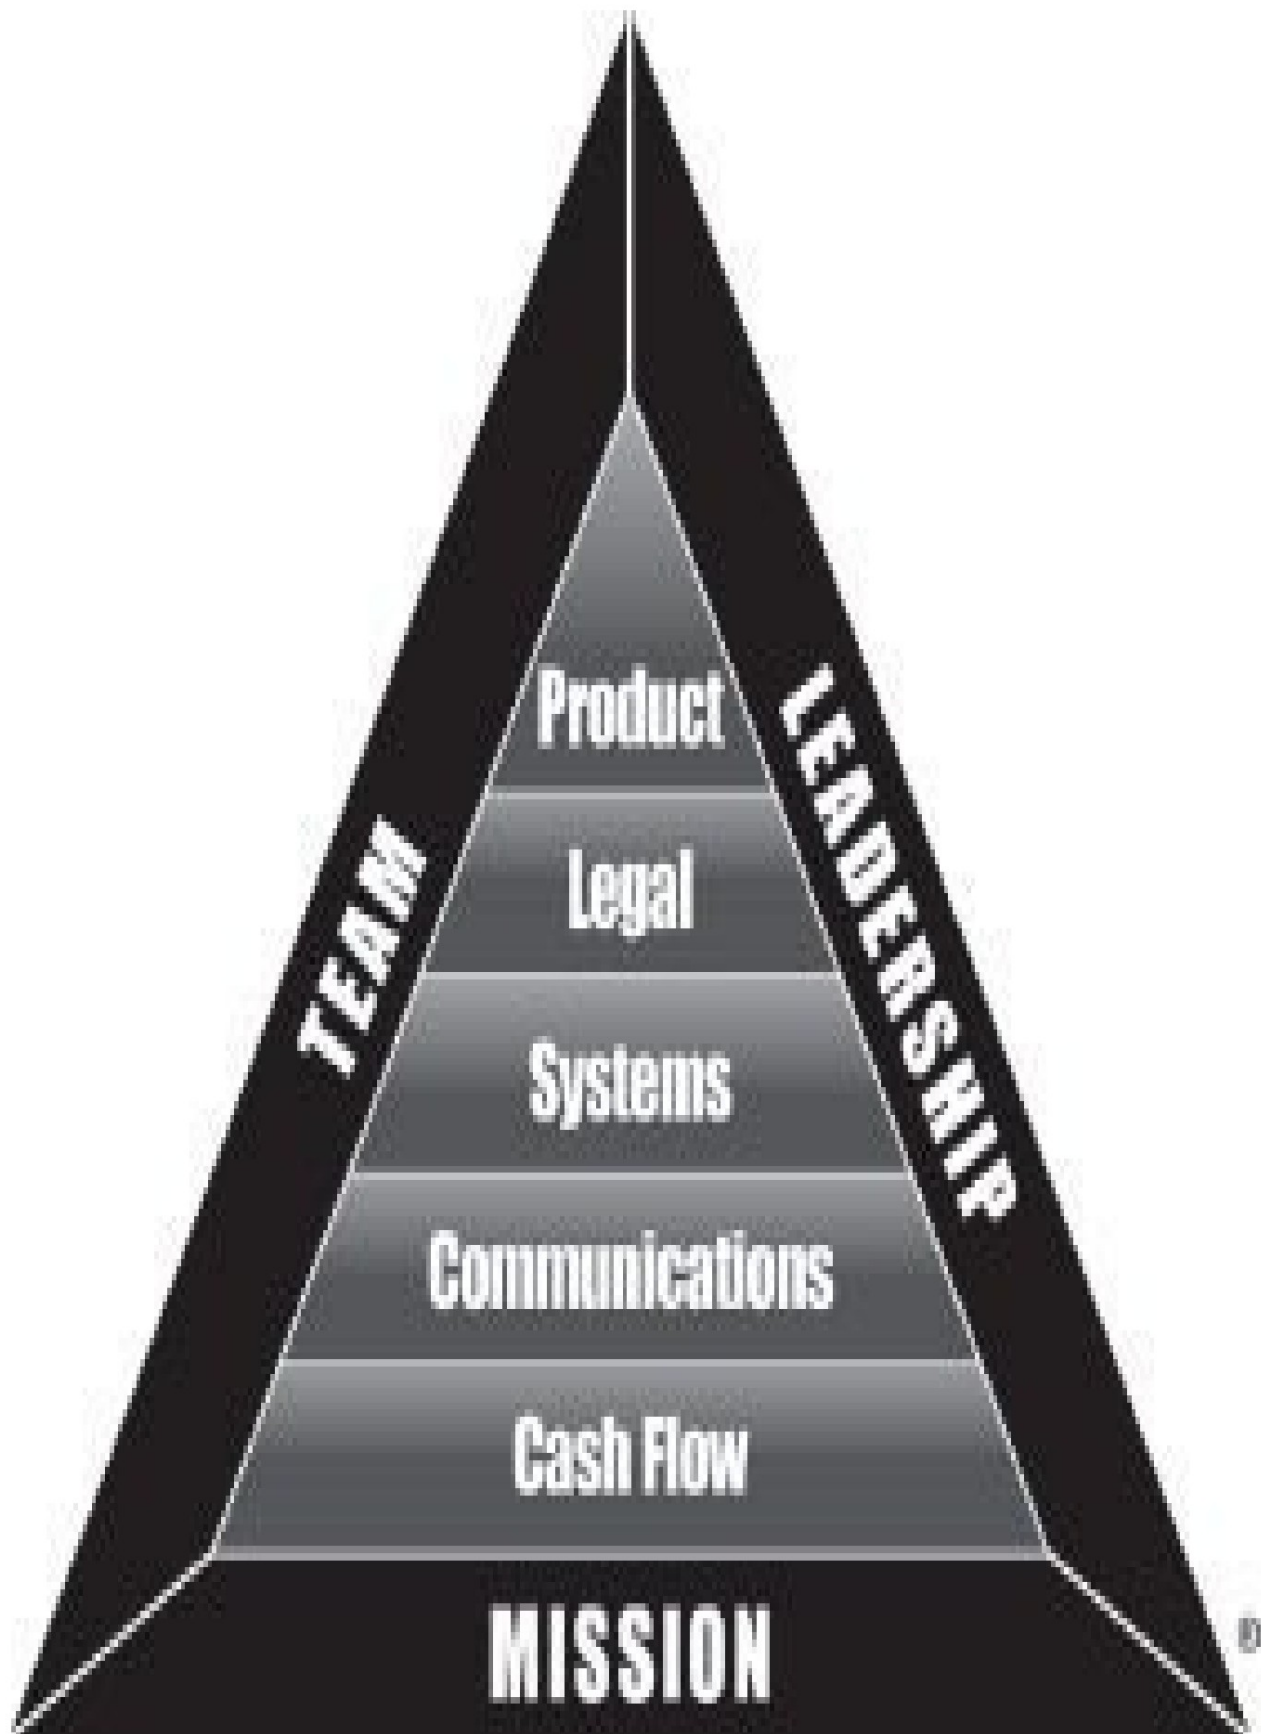 Product
LEADERSHIP
Legal
TEAM
Systems
Communications
Cash Flow
MISSION
®